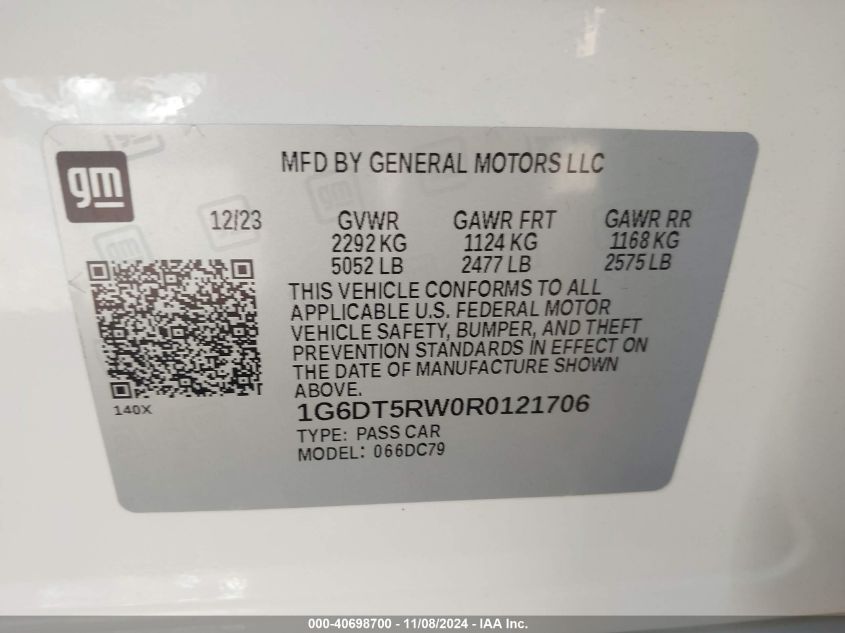 gm
MFD BY GENERAL MOTORS LLC
12/23 GVWR GAWR FRT GAWR RR
2292 KG 1124 KG 1168 KG
5052 LB 2477 LB 2575 LB
THIS VEHICLE CONFORMS TO ALL
APPLICABLE U.S. FEDERAL MOTOR
VEHICLE SAFETY, BUMPER, AND THEFT
PREVENTION STANDARDS IN EFFECT ON
THE DATE OF MANUFACTURE SHOWN
ABOVE.
140X
1G6DT5RW0R0121706
TYPE: PASS CAR
MODEL: 066DC79
000-40698700 - 11/08/2024 - IAA Inc.